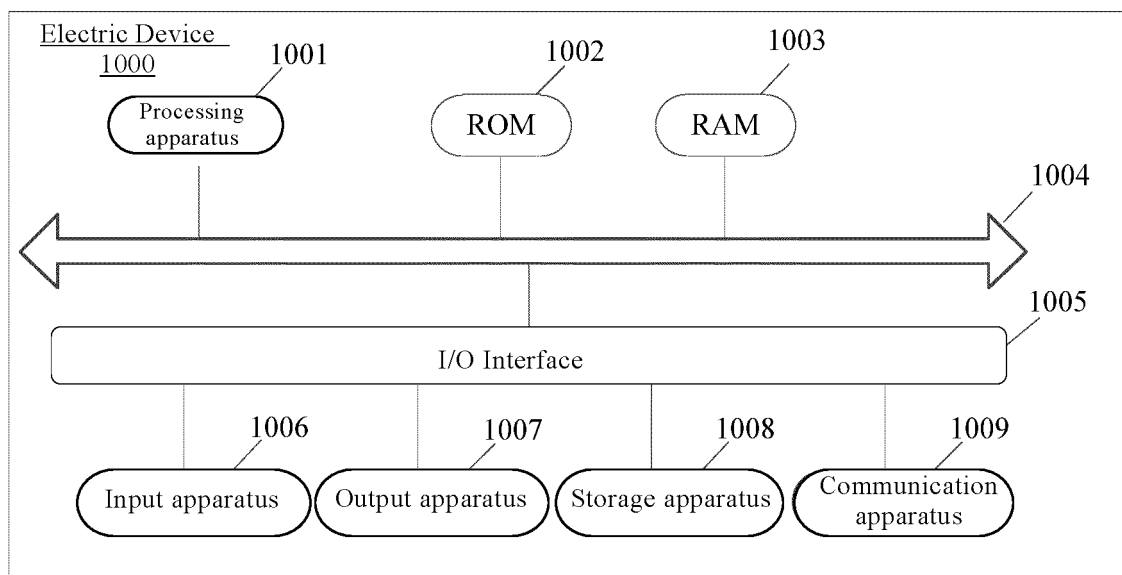 Electric Device
1000
1001
1002
1003
Processing
apparatus
ROM
RAM
1004
1005
I/O Interface
1006
1007
1008
1009
Input apparatus
Output apparatus
Storage apparatus
Communication
apparatus